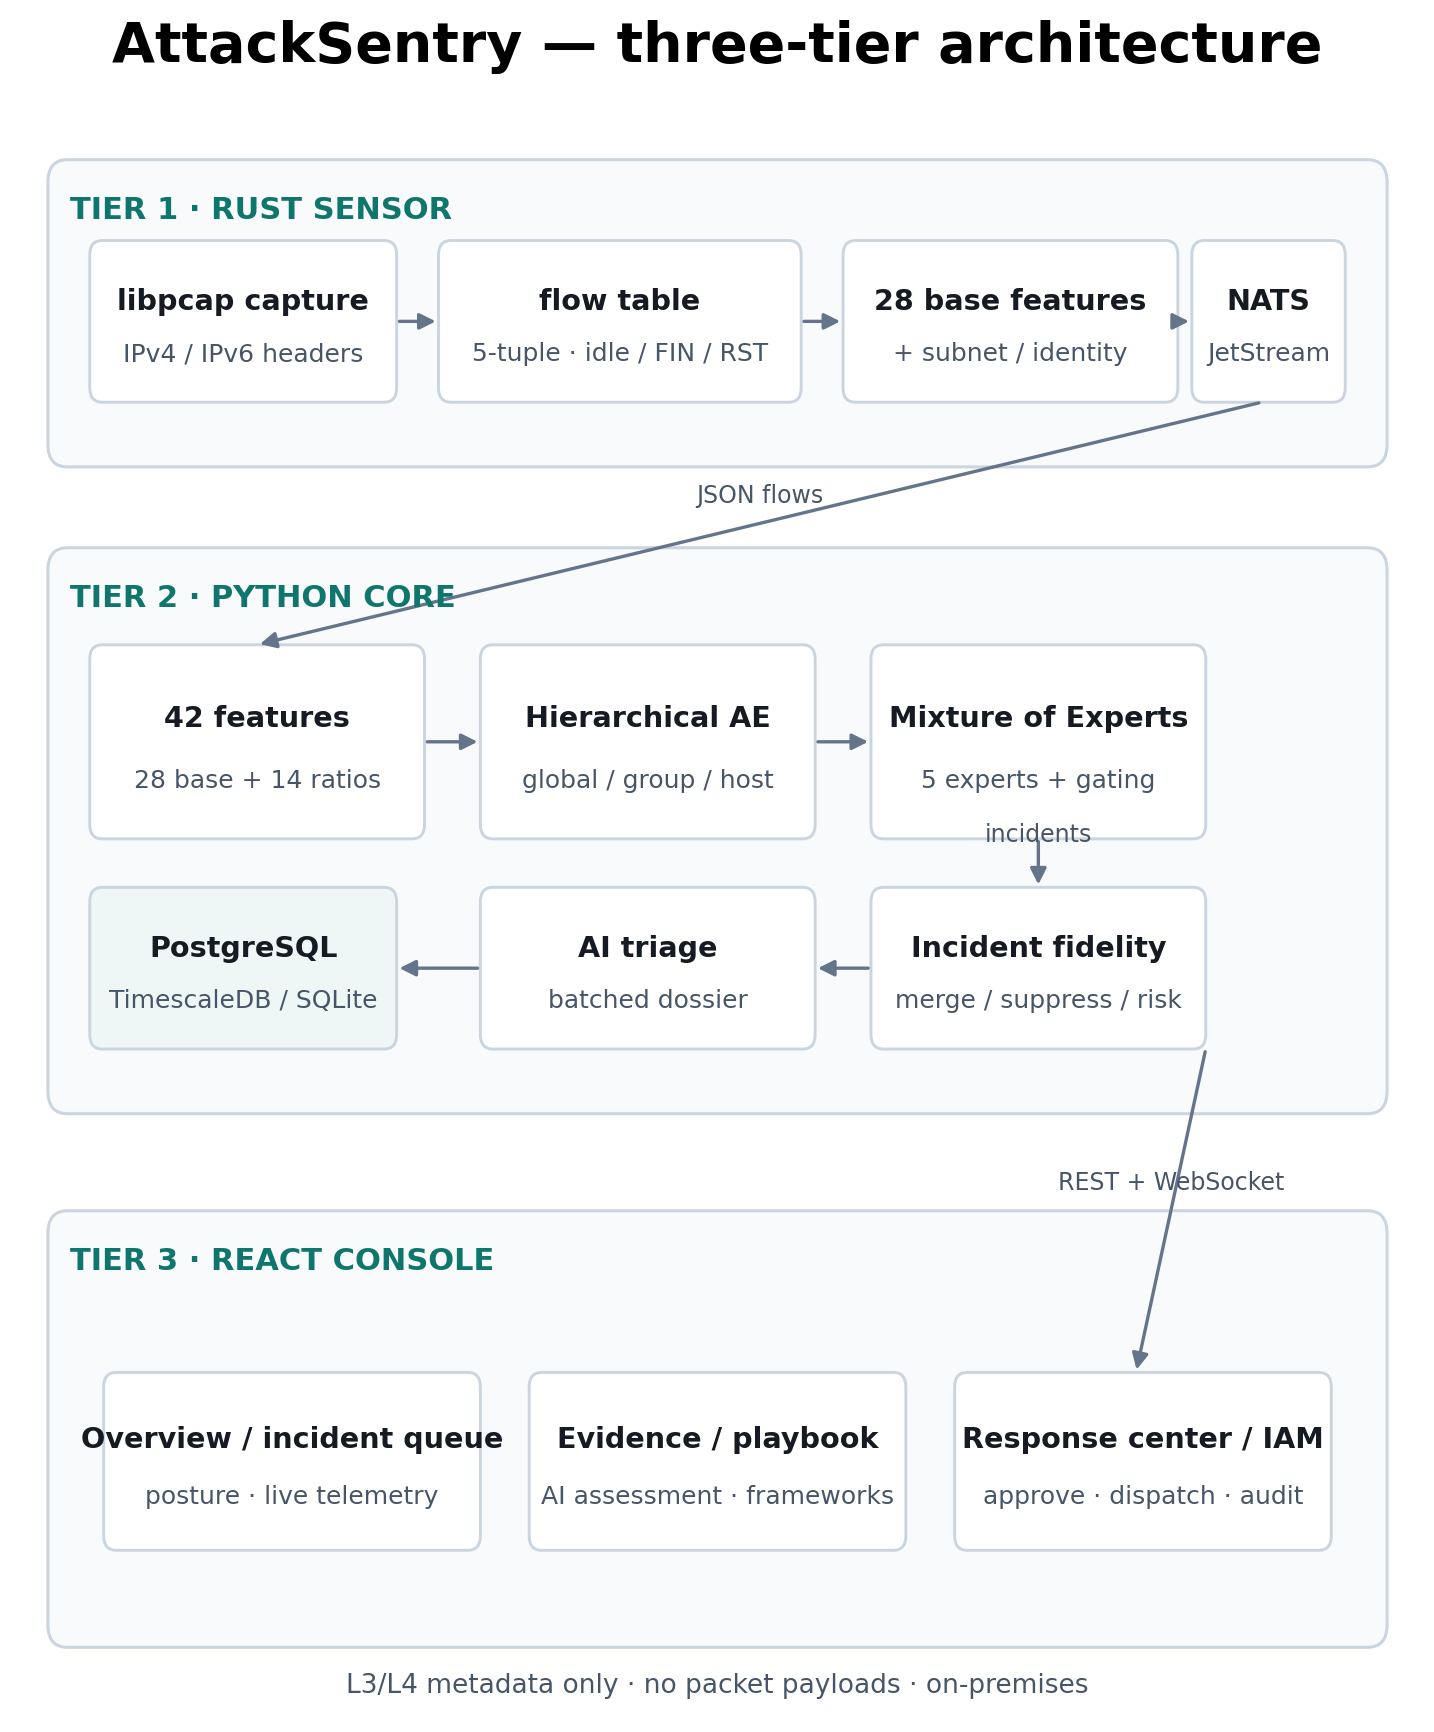 AttackSentry — three-tier architecture
TIER 1 · RUST SENSOR
libpcap capture
IPv4 / IPv6 headers
flow table
5-tuple · idle / FIN / RST
28 base features
+ subnet / identity
NATS
JetStream
JSON flows
TIER 2 · PYTHON CORE
42 features
28 base + 14 ratios
Hierarchical AE
global / group / host
Mixture of Experts
5 experts + gating
incidents
PostgreSQL
TimescaleDB / SQLite
AI triage
batched dossier
Incident fidelity
merge / suppress / risk
REST + WebSocket
TIER 3 · REACT CONSOLE
Overview / incident queue
posture · live telemetry
Evidence / playbook
AI assessment · frameworks
Response center / IAM
approve · dispatch · audit
L3/L4 metadata only · no packet payloads · on-premises